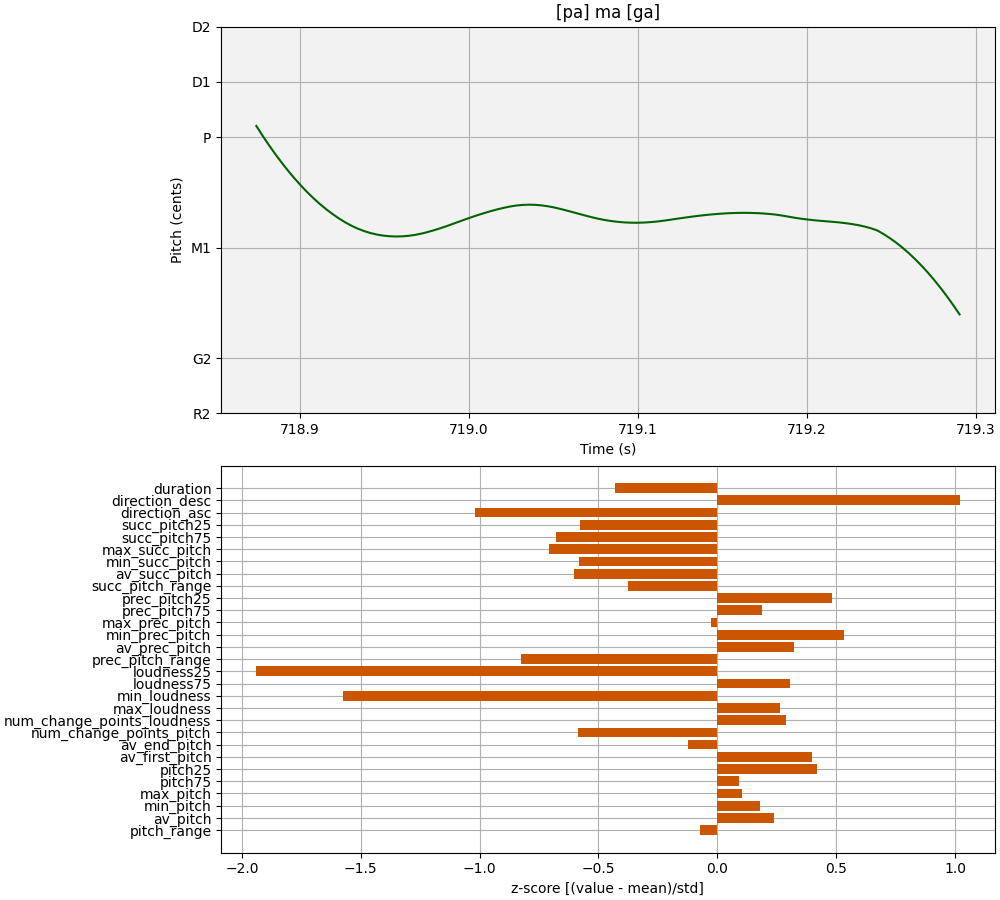 [pa] ma [ga]
D2
D1
P
M1
G2
R2
Pitch (cents)
718.9 719.0 719.1 719.2 719.3
Time (s)
duration
direction_desc
direction_asc
succ_pitch25
succ_pitch75
max_succ_pitch
min_succ_pitch
av_succ_pitch
succ_pitch_range
prec_pitch25
prec_pitch75
max_prec_pitch
min_prec_pitch
av_prec_pitch
prec_pitch_range
loudness25
loudness75
min_loudness
max_loudness
num_change_points_loudness
num_change_points_pitch
av_end_pitch
av_first_pitch
pitch25
pitch75
max_pitch
min_pitch
av_pitch
pitch_range
−2.0 −1.5 −1.0 −0.5 0.0 0.5 1.0
z-score [(value - mean)/std]